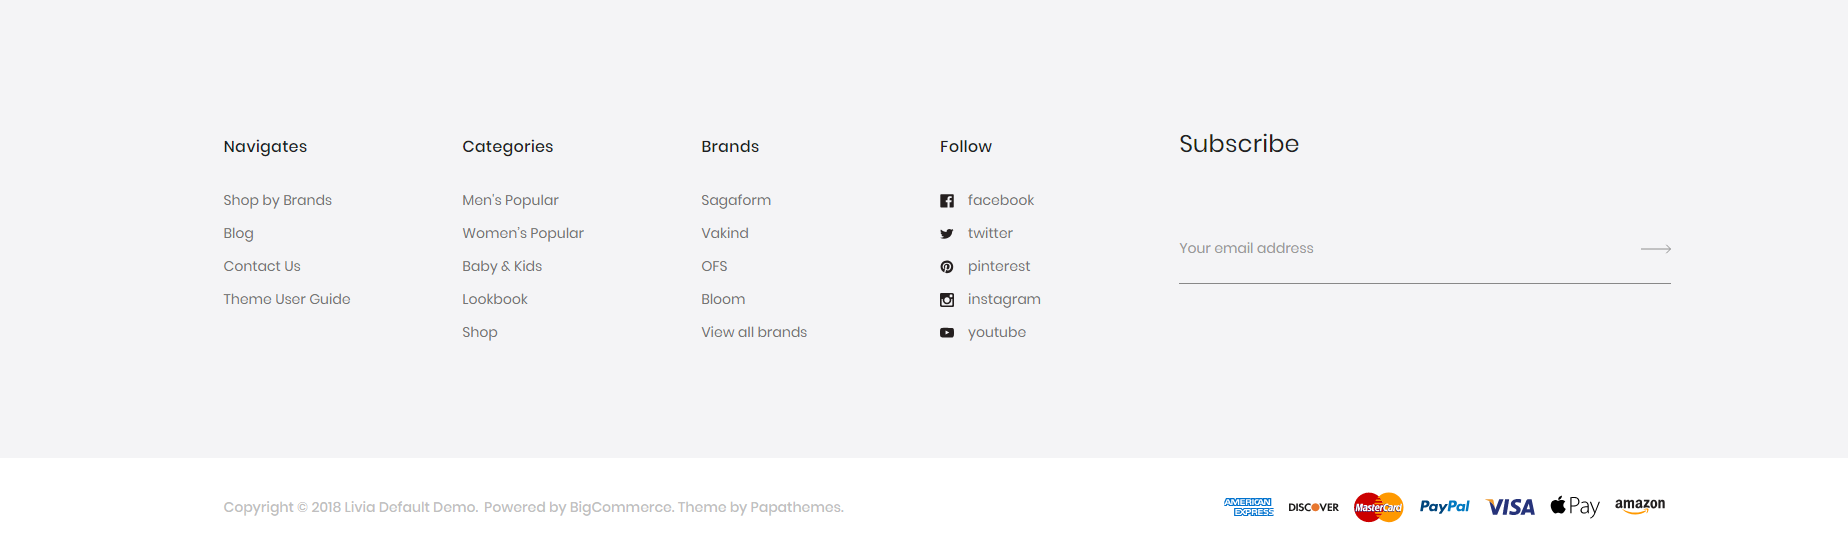 Navigates
Shop by Brands
Blog
Contact Us
Theme User Guide
Categories
Men's Popular
Women's Popular
Baby & Kids
Lookbook
Shop
Brands
Sagaform
Vakind
OFS
Bloom
View all brands
Follow
facebook
twitter
pinterest
instagram
youtube
Subscribe
Your email address
Copyright © 2018 Livia Default Demo. Powered by BigCommerce. Theme by Papathemes.
AMERICAN
EXPRESS
DISCOVER
MasterCard
PayPal
VISA
Pay
amazon